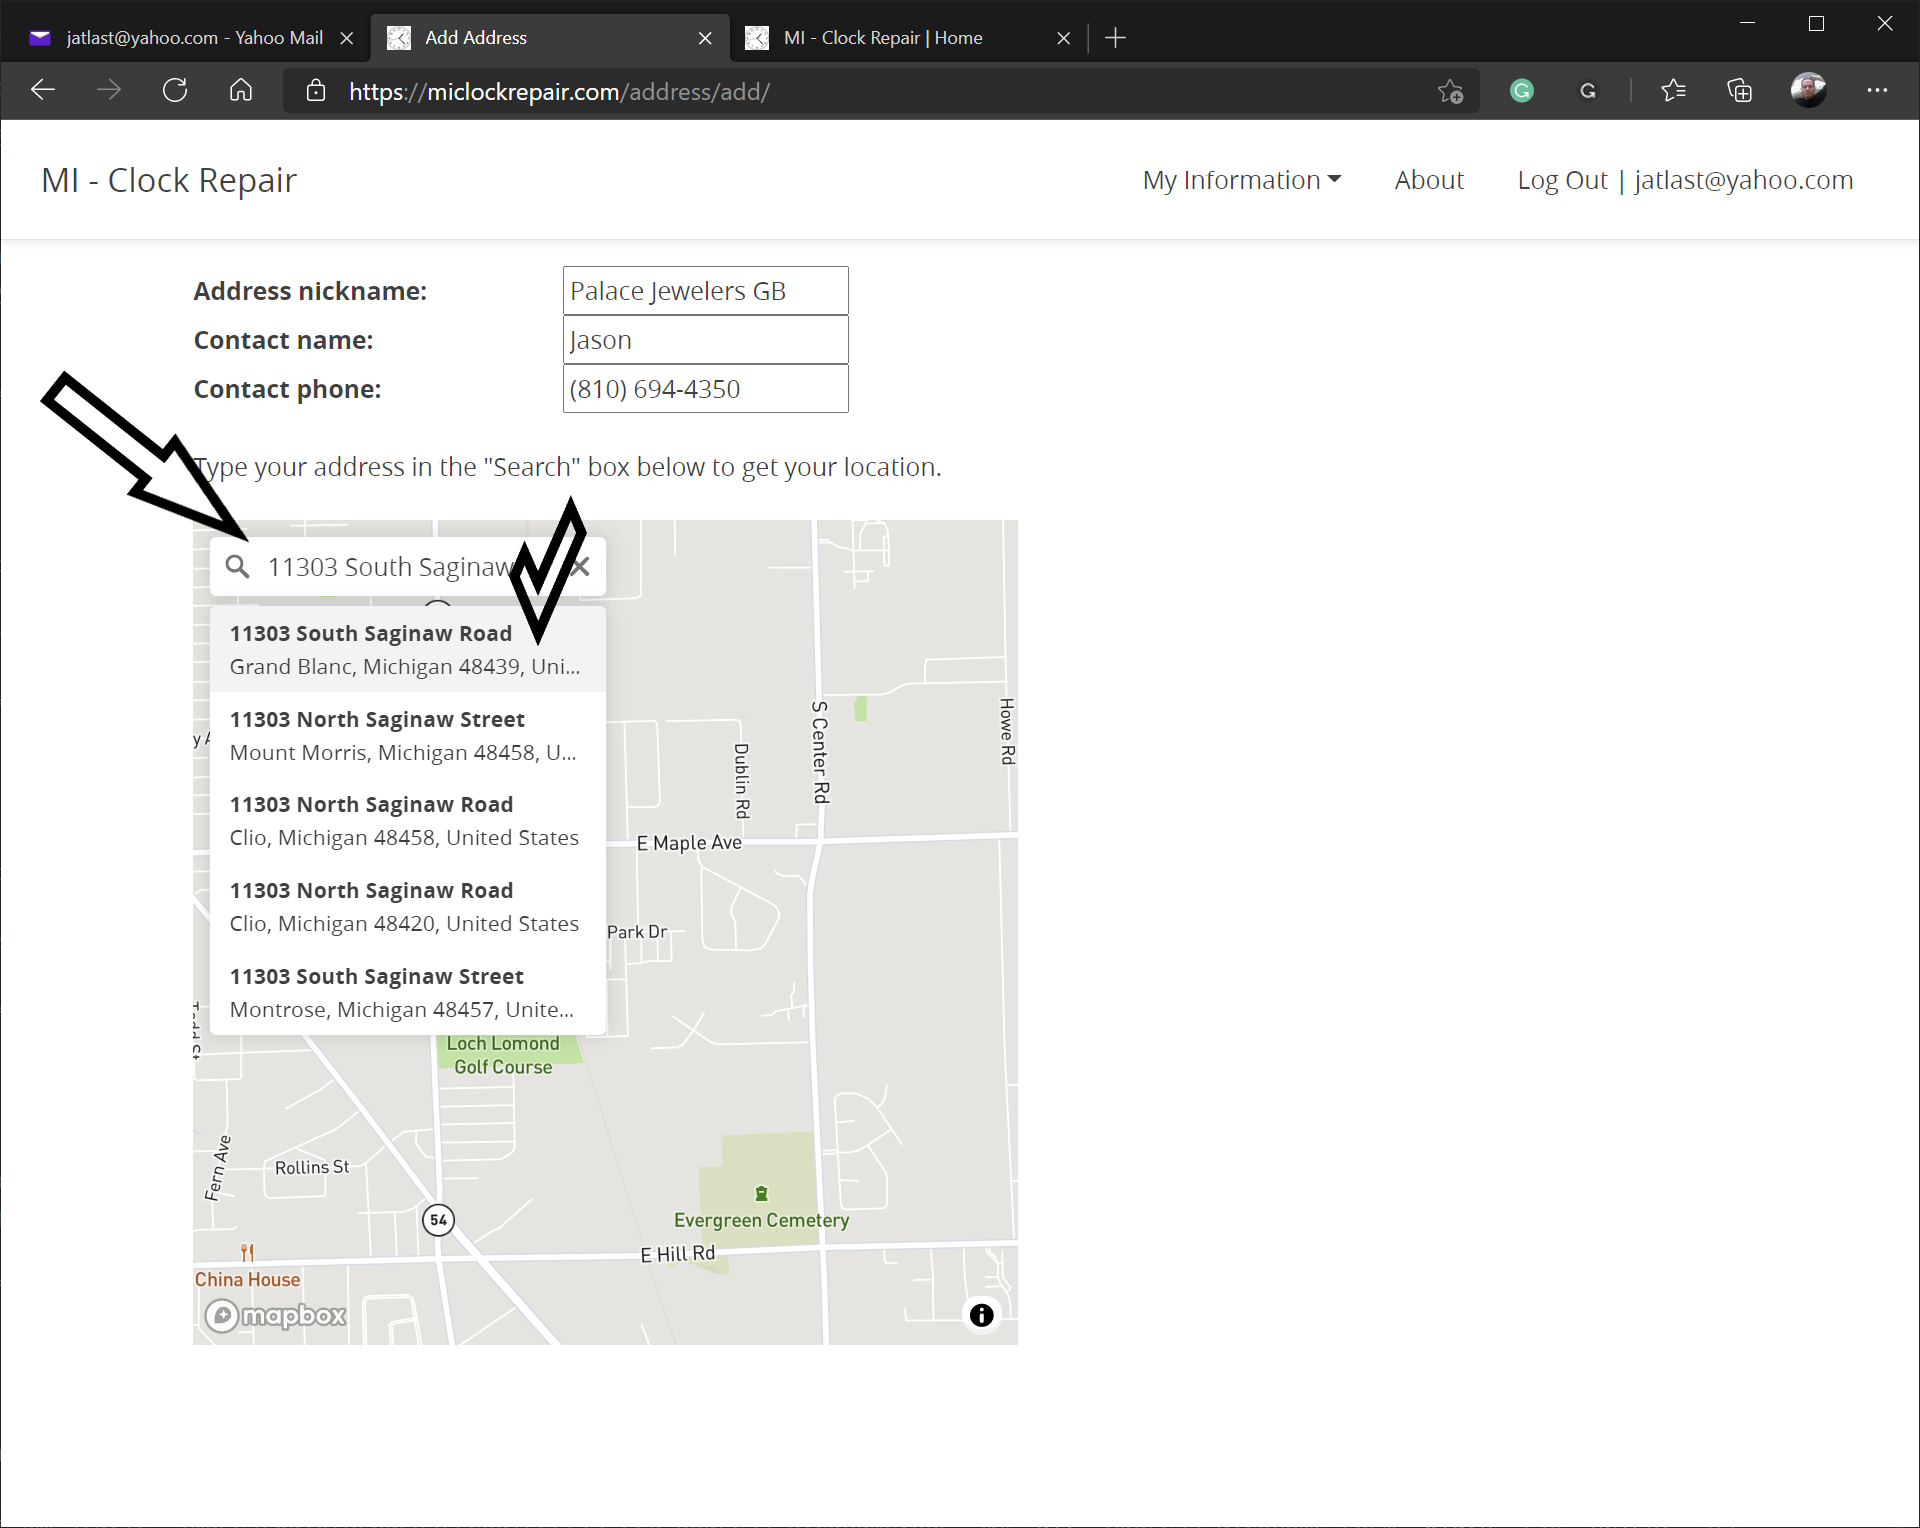 jatlast@yahoo.com - Yahoo Mail
Add Address
MI - Clock Repair | Home
https://miclockrepair.com/address/add/
MI - Clock Repair
My Information
About
Log Out | jatlast@yahoo.com
Address nickname:
Palace Jewelers GB
Contact name:
Jason
Contact phone:
(810) 694-4350
Type your address in the "Search" box below to get your location.
11303 South Saginaw
11303 South Saginaw Road
Grand Blanc, Michigan 48439, Uni...
11303 North Saginaw Street
Mount Morris, Michigan 48458, U...
11303 North Saginaw Road
Clio, Michigan 48458, United States
11303 North Saginaw Road
Clio, Michigan 48420, United States
11303 South Saginaw Street
Montrose, Michigan 48457, Unite...
S Center Rd
Howe Rd
Dublin Rd
E Maple Ave
Park Dr
Loch Lomond
Golf Course
Fern Ave
Rollins St
54
Evergreen Cemetery
E Hill Rd
China House
mapbox